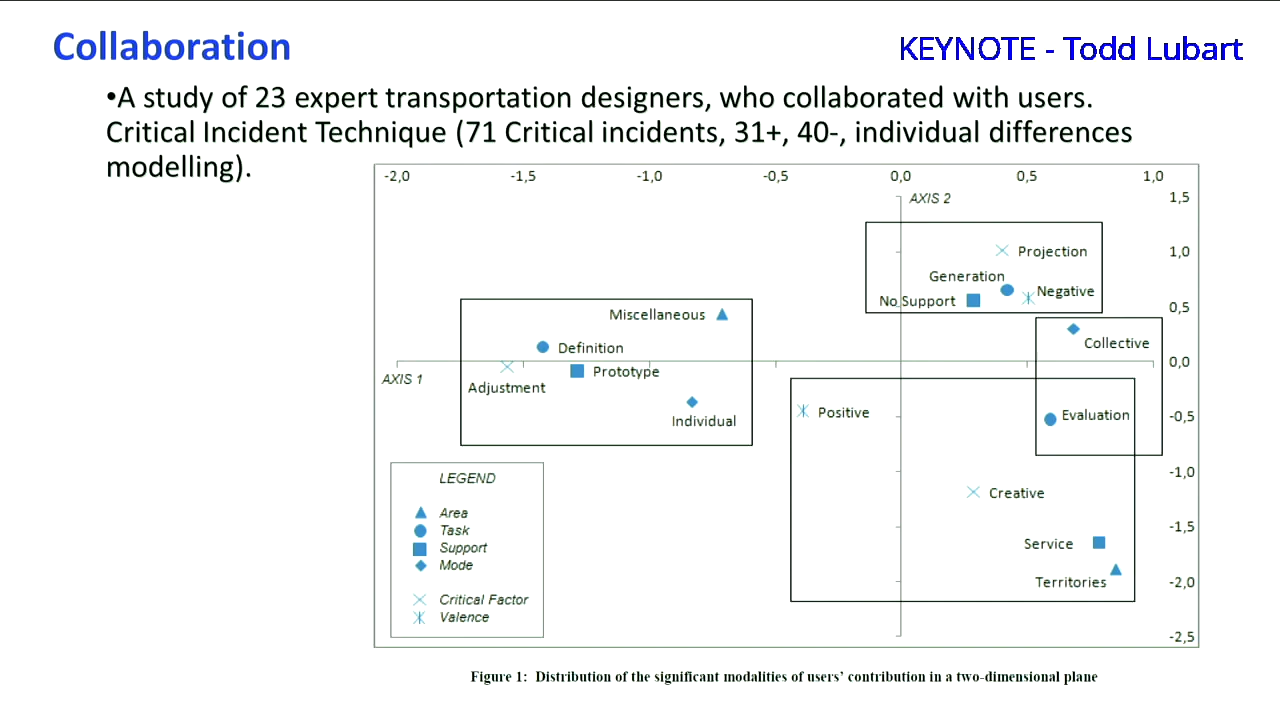 Collaboration
KEYNOTE - Todd Lubart
•A study of 23 expert transportation designers, who collaborated with users.
Critical Incident Technique (71 Critical incidents, 31+, 40-, individual differences
modelling).
-2,0 -1,5 -1,0 -0,5 0,0 0,5 1,0
AXIS 2
1,5
Projection
1,0
Generation
Negative
No Support
0,5
Miscellaneous
Collective
Definition
0,0
AXIS 1
Prototype
Adjustment
Individual
Positive
Evaluation
-0,5
-1,0
Creative
-1,5
Service
Territories
-2,0
-2,5
LEGEND
Area
Task
Support
Mode
Critical Factor
Valence
Figure 1: Distribution of the significant modalities of users’ contribution in a two-dimensional plane